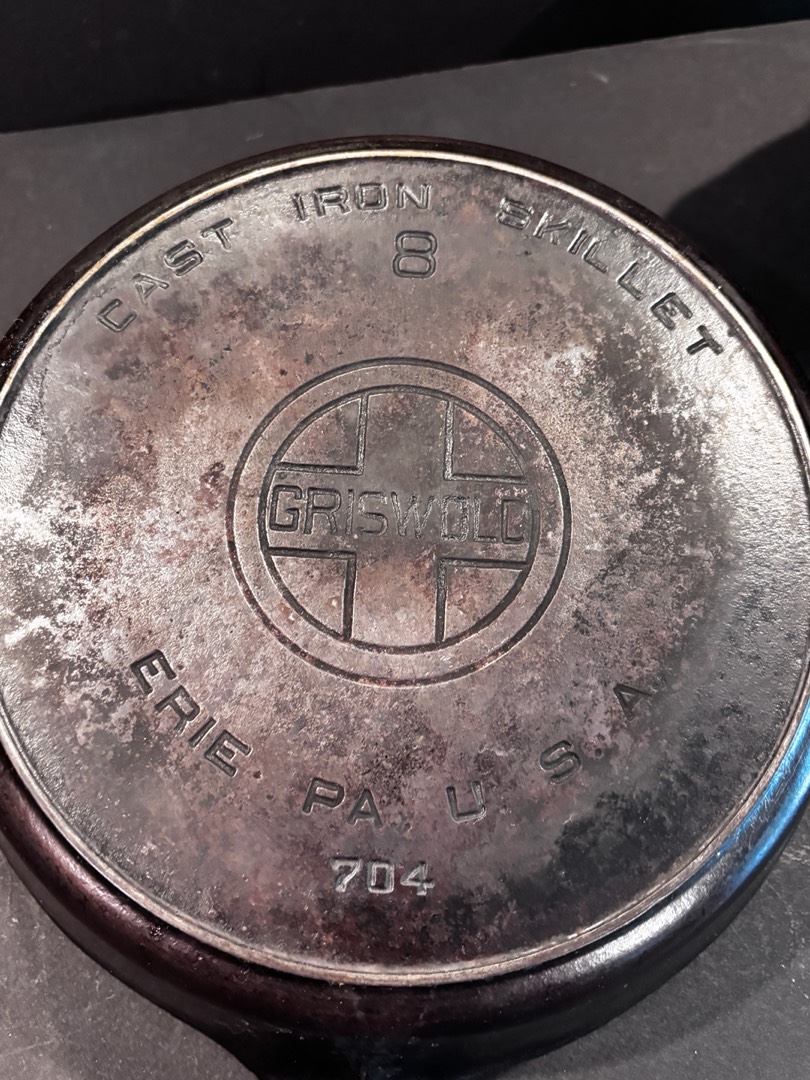 CAST IRON SKILLET
8
GRISWOLD
ERIE PA., U. S. A.
704